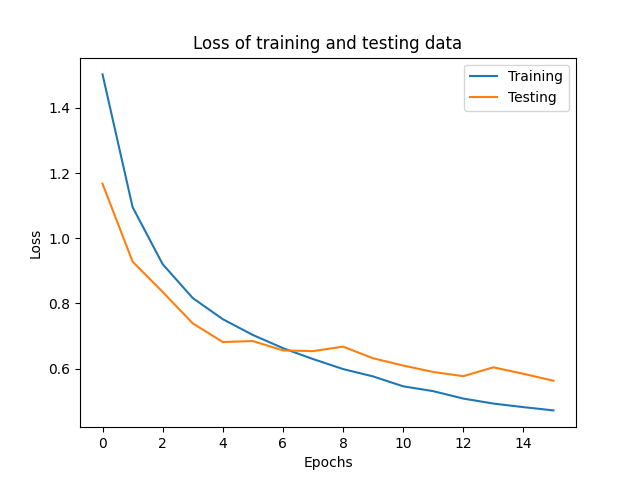 Loss of training and testing data
Training
Testing
1.4
1.2
1.0
0.8
0.6
Loss
0 2 4 6 8 10 12 14
Epochs